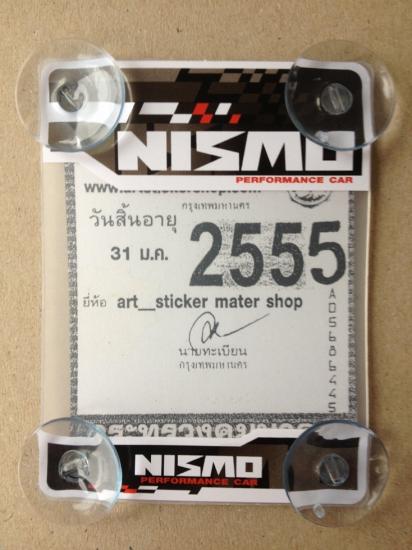 NISMO
PERFORMANCE CAR
กรุงเทพมหานคร
วันสิ้นอายุ
31 ม.ค.
2555
ยี่ห้อ art_sticker mater shop
A0568645
นายทะเบียน
กรุงเทพมหานคร
NISMO
PERFORMANCE CAR